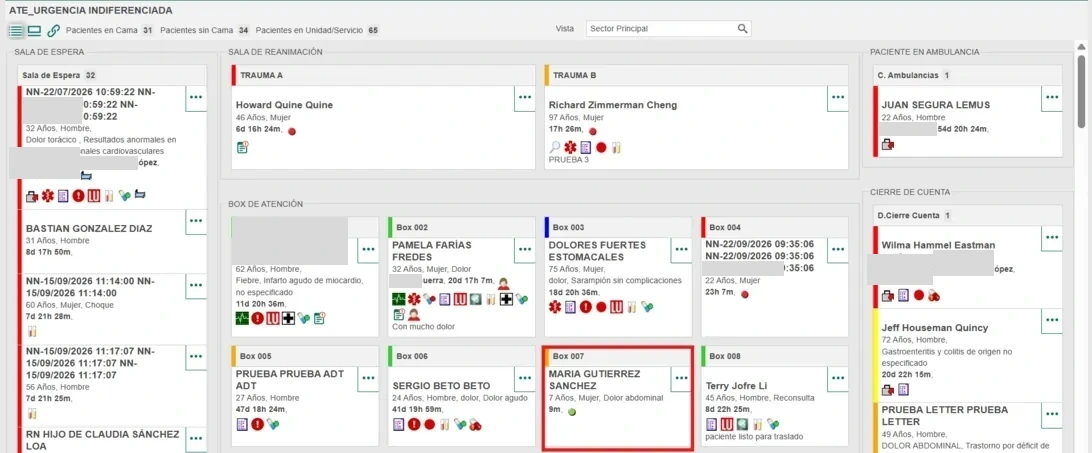 ATE_URGENCIA INDIFERENCIADA
Pacientes en Cama 31 Pacientes sin Cama 34 Pacientes en Unidad/Servicio 65
Vista Sector Principal
SALA DE ESPERA
Sala de Espera 32
NN-22/07/2026 10:59:22 NN-
0:59:22 NN-
0:59:22
32 Años, Hombre,
Dolor torácico , Resultados anormales en
onales cardiovasculares
ópez,
BASTIAN GONZALEZ DIAZ
31 Años, Hombre
8d 17h 50m,
NN-15/09/2026 11:14:00 NN-
15/09/2026 11:14:00
60 Años, Mujer, Choque
7d 21h 28m,
NN-15/09/2026 11:17:07 NN-
15/09/2026 11:17:07 NN-
15/09/2026 11:17:07
56 Años, Hombre
7d 21h 25m,
RN HIJO DE CLAUDIA SÁNCHEZ
LOA
SALA DE REANIMACIÓN
TRAUMA A
Howard Quine Quine
46 Años, Mujer
6d 16h 24m,
TRAUMA B
Richard Zimmerman Cheng
97 Años, Mujer
17h 26m,
PRUEBA 3
BOX DE ATENCIÓN
62 Años, Hombre,
Fiebre, Infarto agudo de miocardio,
no especificado
11d 20h 36m,
Box 002
PAMELA FARÍAS
FREDES
32 Años, Mujer, Dolor
uerra, 20d 17h 7m,
Con mucho dolor
Box 003
DOLORES FUERTES
ESTOMACALES
75 Años, Mujer,
dolor, Sarampión sin complicaciones
18d 20h 36m,
Box 004
NN-22/09/2026 09:35:06
NN-22/09/2026 09:35:06
9:35:06
22 Años, Mujer
23h 7m,
Box 005
PRUEBA PRUEBA ADT
ADT
27 Años, Hombre
47d 18h 24m,
Box 006
SERGIO BETO BETO
24 Años, Hombre, dolor, Dolor agudo
41d 19h 59m,
Box 007
MARIA GUTIERREZ
SANCHEZ
7 Años, Mujer, Dolor abdominal
9m,
Box 008
Terry Jofre Li
45 Años, Hombre, Reconsulta
8d 22h 25m,
paciente listo para traslado
PACIENTE EN AMBULANCIA
C. Ambulancias 1
JUAN SEGURA LEMUS
22 Años, Hombre
54d 20h 24m,
CIERRE DE CUENTA
D.Cierre Cuenta 1
Wilma Hammel Eastman
ópez,
Jeff Houseman Quincy
72 Años, Hombre,
Gastroenteritis y colitis de origen no
especificado
20d 22h 15m,
PRUEBA LETTER PRUEBA
LETTER
49 Años, Hombre,
DOLOR ABDOMINAL, Trastorno por déficit de